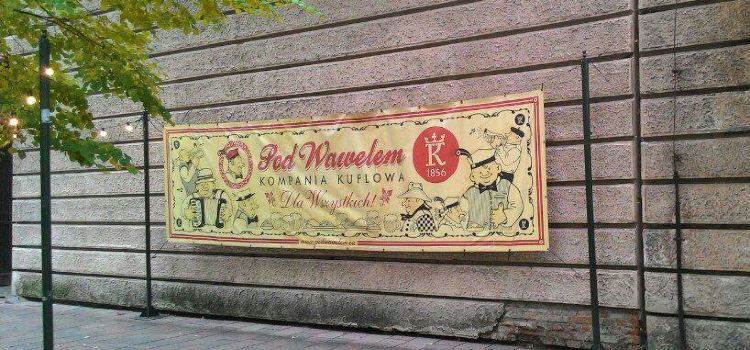 Pod Wawelem
KOMPANIA KUFLOWA
Dla Wszystkich!
K
1856